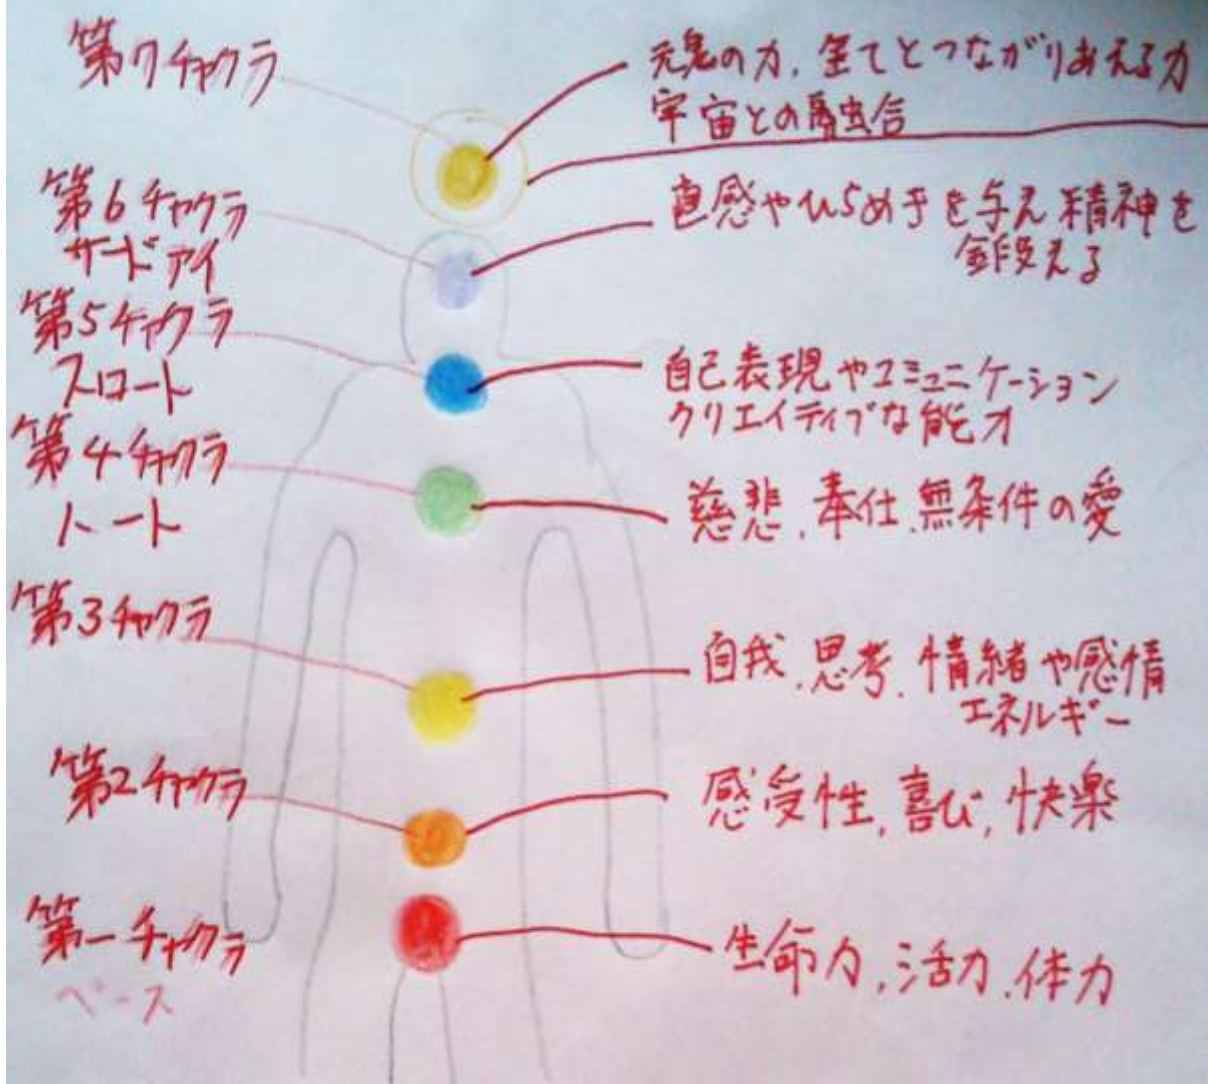 第7チャクラ
魂の力、全てとつながりあえる力
宇宙との融合
第6チャクラ
サードアイ
直感やひらめきを与え精神を
鍛える
第5チャクラ
スロート
自己表現やコミュニケーション
クリエイティブな能力
第4チャクラ
ハート
慈悲、奉仕、無条件の愛
第3チャクラ
自我、思考、情緒や感情
エネルギー
第2チャクラ
感受性、喜び、快楽
第一チャクラ
ベース
生命力、活力、体力